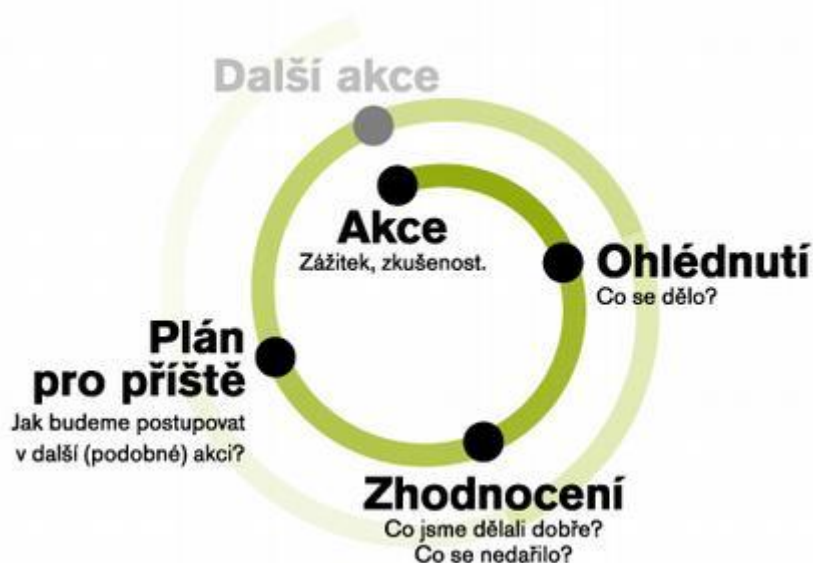 Další akce
Akce
Zážitek, zkušenost.
Ohlédnutí
Co se dělo?
Plán
pro příště
Jak budeme postupovat
v další (podobné) akci?
Zhodnocení
Co jsme dělali dobře?
Co se nedařilo?